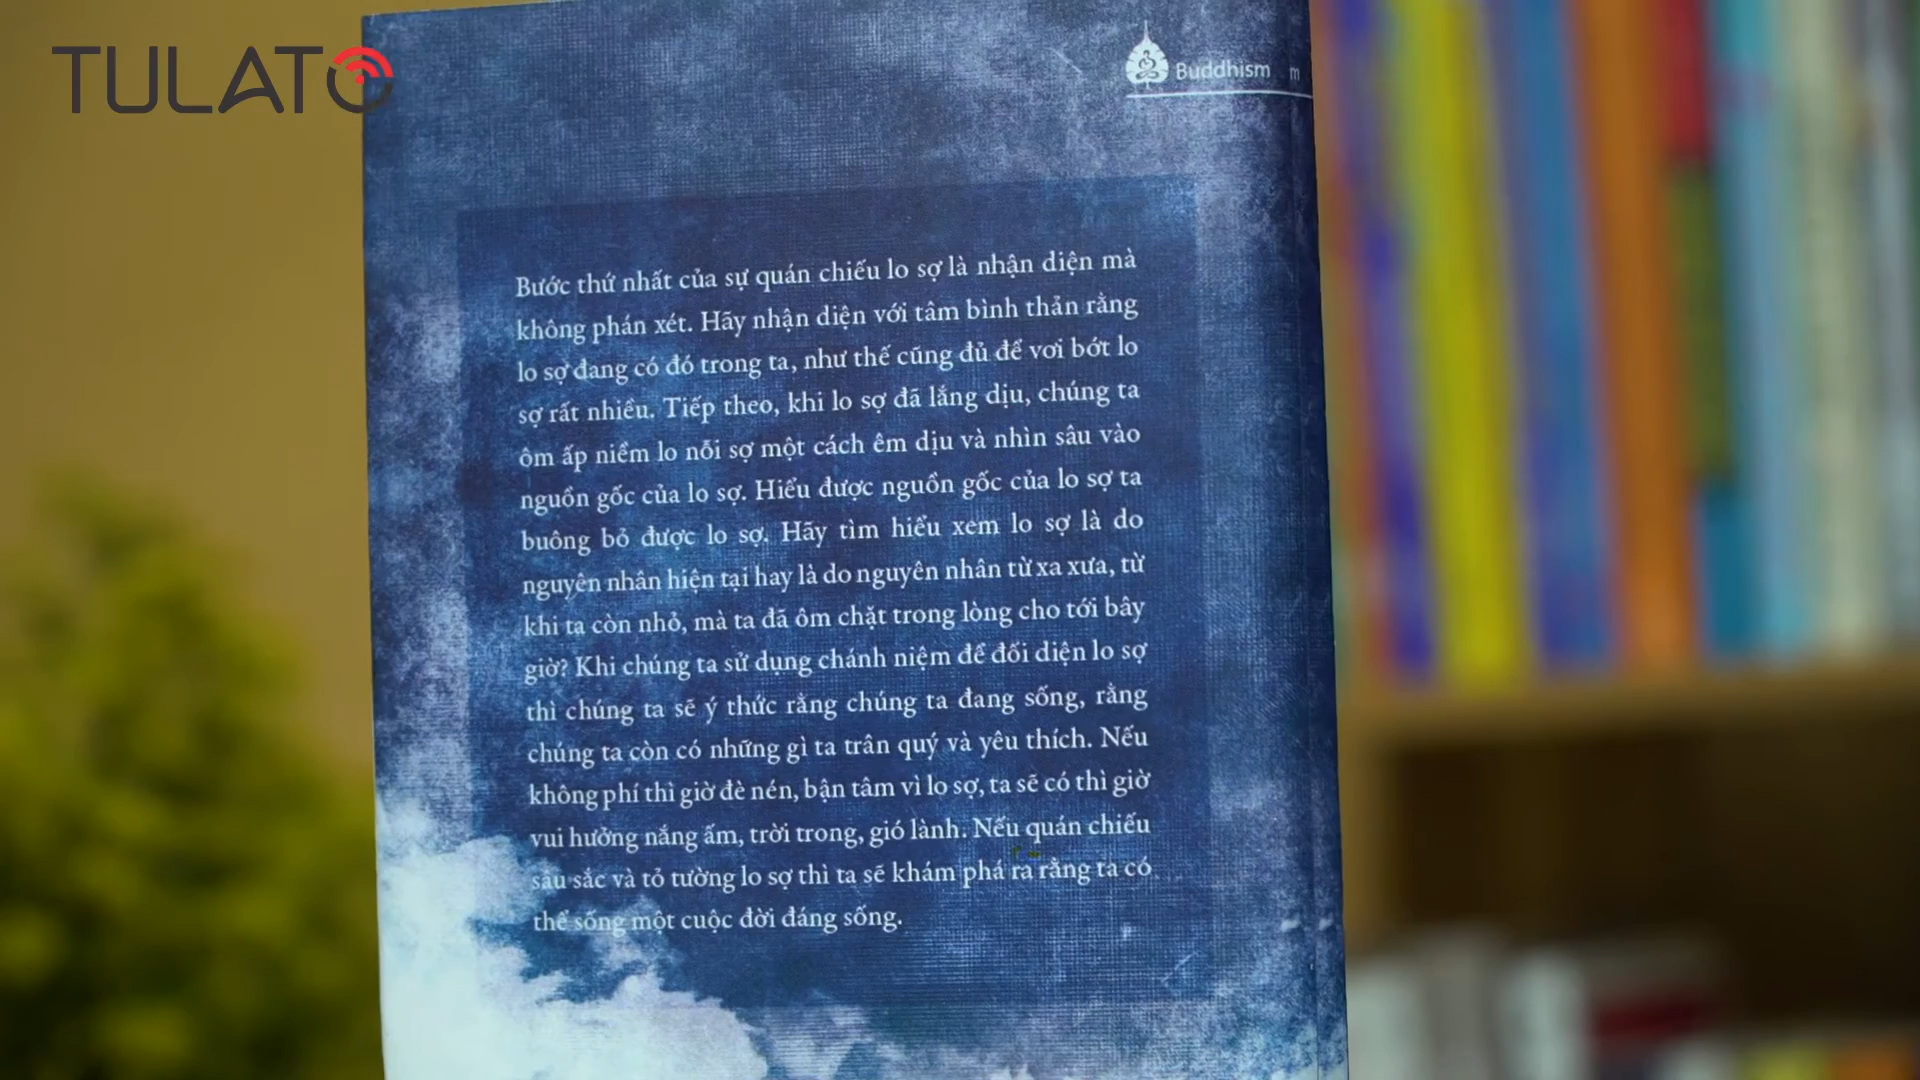 TULATO
Buddhism
m
Bước thứ nhất của sự quán chiếu lo sợ là nhận diện mà
không phán xét. Hãy nhận diện với tâm bình thản rằng
lo sợ đang có đó trong ta, như thế cũng đủ để vơi bớt lo
sợ rất nhiều. Tiếp theo, khi lo sợ đã lắng dịu, chúng ta
ôm ấp niềm lo nỗi sợ một cách êm dịu và nhìn sâu vào
nguồn gốc của lo sợ. Hiểu được nguồn gốc của lo sợ ta
buông bỏ được lo sợ. Hãy tìm hiểu xem lo sợ là do
nguyên nhân hiện tại hay là do nguyên nhân từ xa xưa, từ
khi ta còn nhỏ, mà ta đã ôm chặt trong lòng cho tới bây
giờ? Khi chúng ta sử dụng chánh niệm để đối diện lo sợ
thì chúng ta sẽ ý thức rằng chúng ta đang sống, rằng
chúng ta còn có những gì ta trân quý và yêu thích. Nếu
không phí thì giờ đè nén, bận tâm vì lo sợ, ta sẽ có thì giờ
vui hưởng nắng ấm, trời trong, gió lành. Nếu quán chiếu
sâu sắc và tỏ tường lo sợ thì ta sẽ khám phá ra rằng ta có
thể sống một cuộc đời đáng sống.